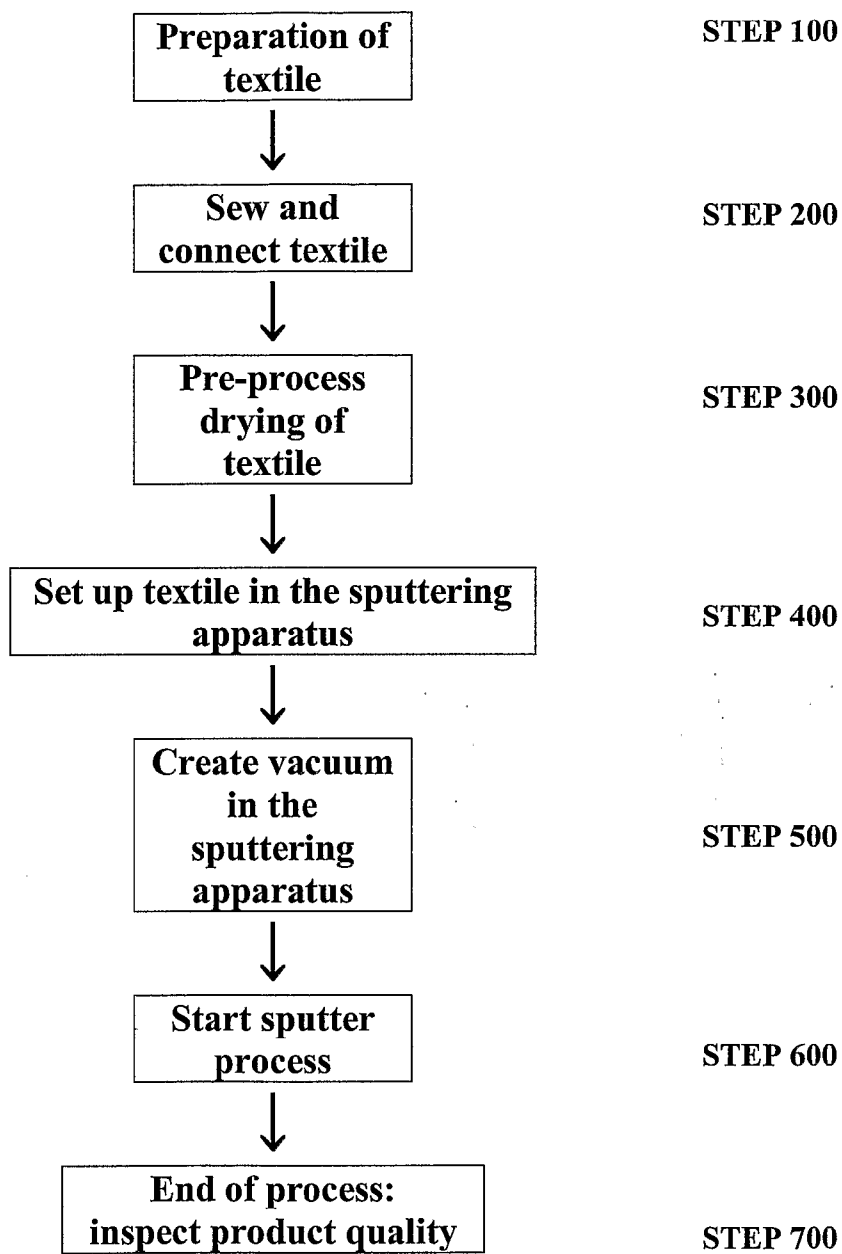 Preparation of
textile
STEP 100
Sew and
connect textile
STEP 200
Pre-process
drying of
textile
STEP 300
Set up textile in the sputtering
apparatus
STEP 400
Create vacuum
in the
sputtering
apparatus
STEP 500
Start sputter
process
STEP 600
End of process:
inspect product quality
STEP 700